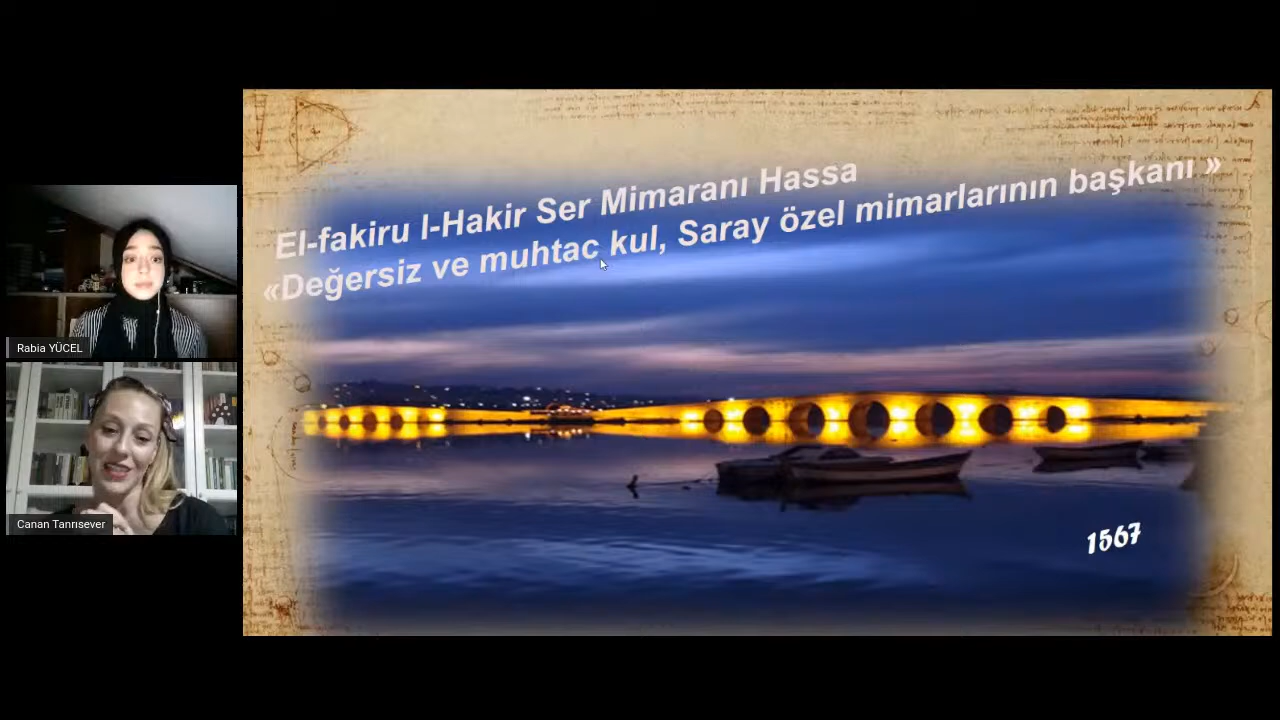 El-fakiru l-Hakir Ser Mimaranı Hassa
«Değersiz ve muhtac kul, Saray özel mimarlarının başkanı »
1567
Rabia YÜCEL
Canan Tanrısever